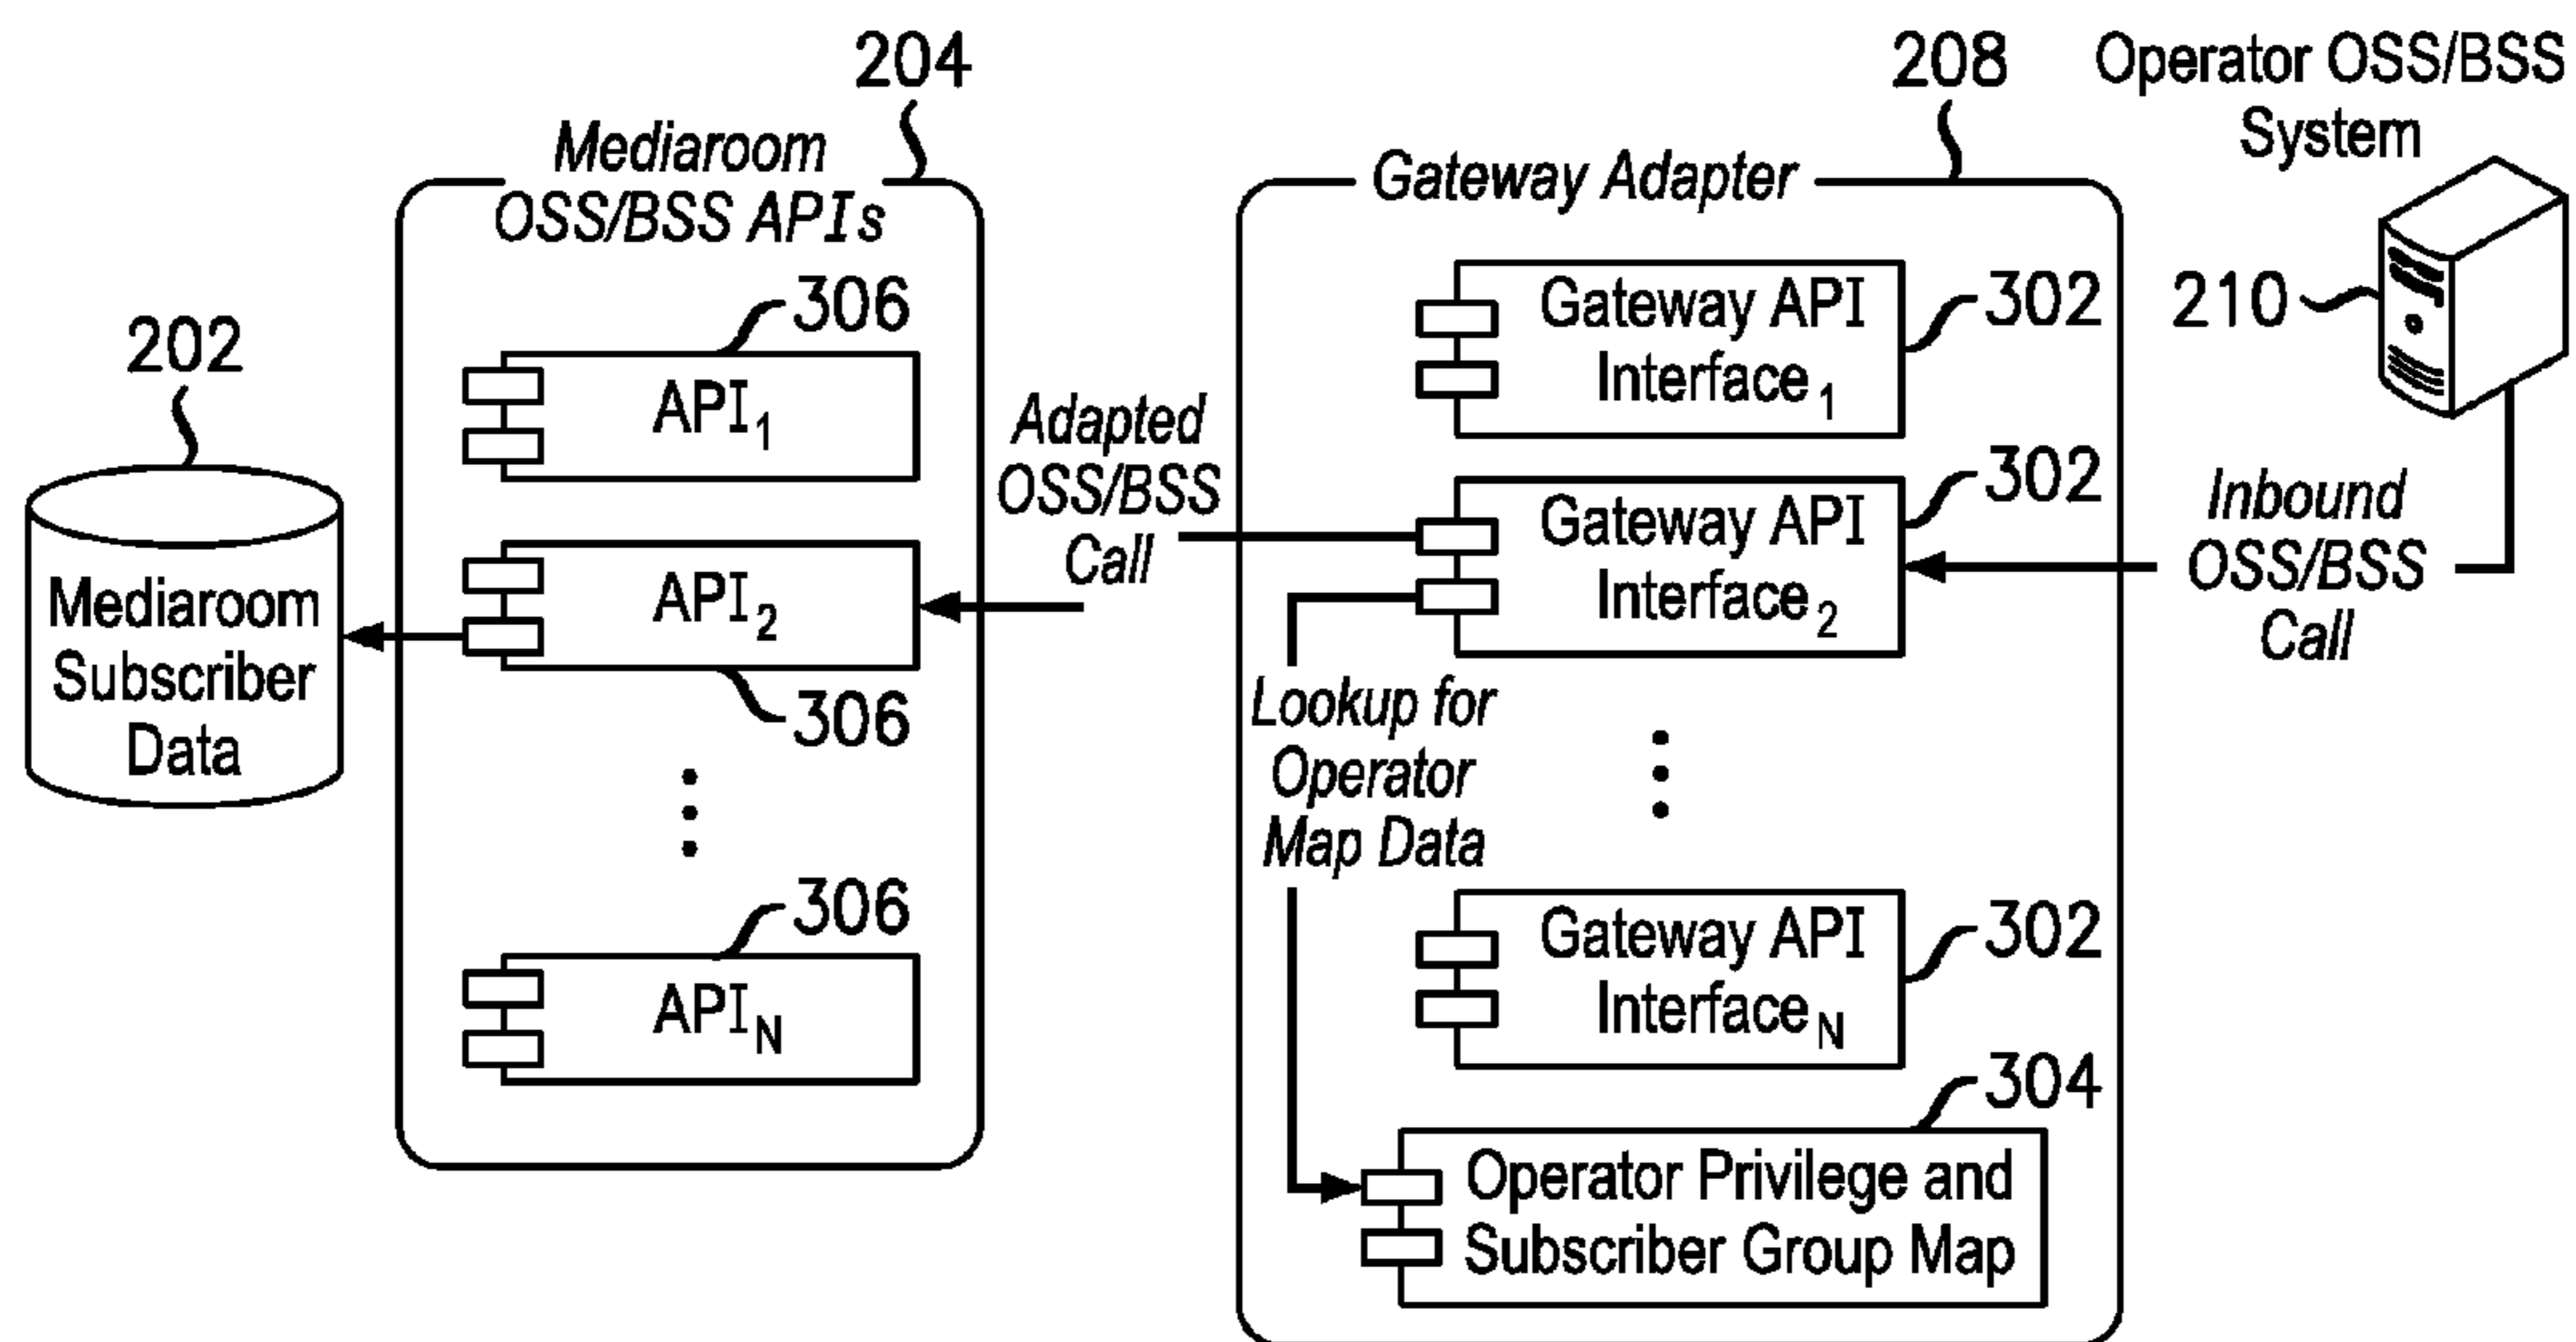 204
208
Operator OSS/BSS
System
Mediaroom
OSS/BSS APIs
Gateway Adapter
210
202
306
API1
Gateway API
Interface1
302
Adapted
OSS/BSS
Call
Gateway API
Interface2
302
Inbound
OSS/BSS
Call
Mediaroom
Subscriber
Data
API2
306
Lookup for
Operator
Map Data
306
APIN
Gateway API
InterfaceN
302
304
Operator Privilege and
Subscriber Group Map